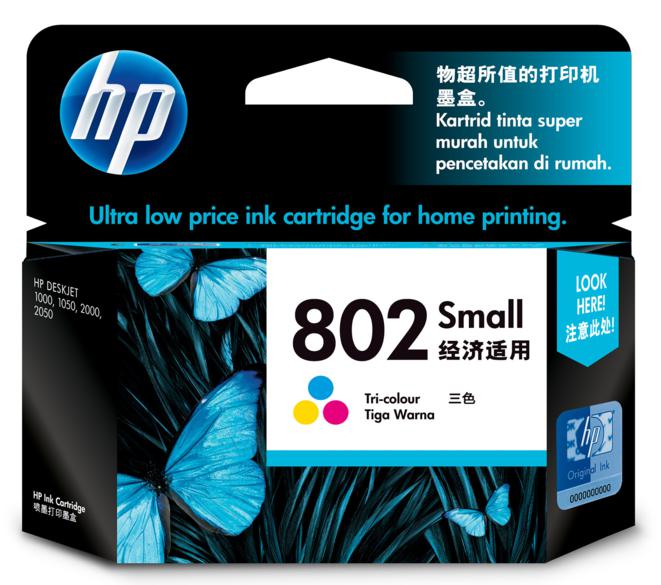 hp
物超所值的打印机
墨盒。
Kartrid tinta super
murah untuk
pencetakan di rumah.
Ultra low price ink cartridge for home printing.
HP DESKJET
1000, 1050, 2000,
2050
802 Small
经济适用
Tri-colour 三色
Tiga Warna
LOOK
HERE!
注意此处!
hp
Original Ink
0000000000
HP Ink Cartridge
喷墨打印墨盒